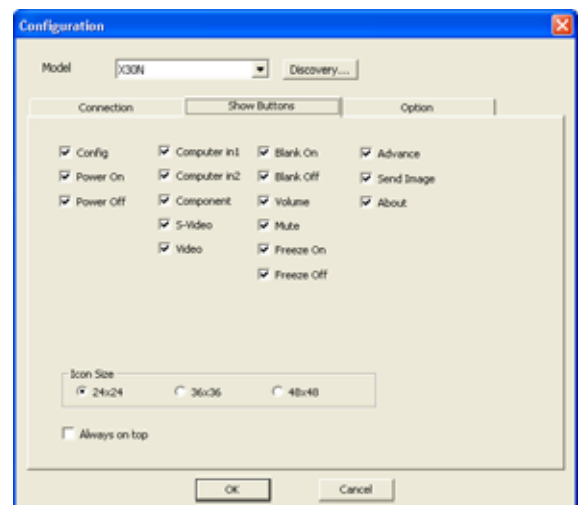 Configuration
Model X30N Discovery....
Connection Show Buttons Option
Config Computer in1 Blank On Advance
Power On Computer in2 Blank Off Send Image
Power Off Component Volume About
S-Video Mute
Video Freeze On
Freeze Off
Icon Size
24x24 36x36 48x48
Always on top
OK Cancel